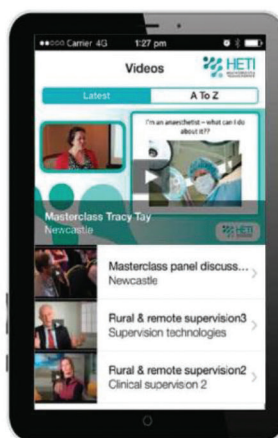 ●●○○○ Carrier 4G 1:27 pm
Videos
HETI
Latest
A To Z
I'm an anaesthetist – what can I do
about it??
Masterclass Tracy Tay
Newcastle
HETI
Masterclass panel discuss...
Newcastle
Rural & remote supervision3
Supervision technologies
Rural & remote supervision2
Clinical supervision 2